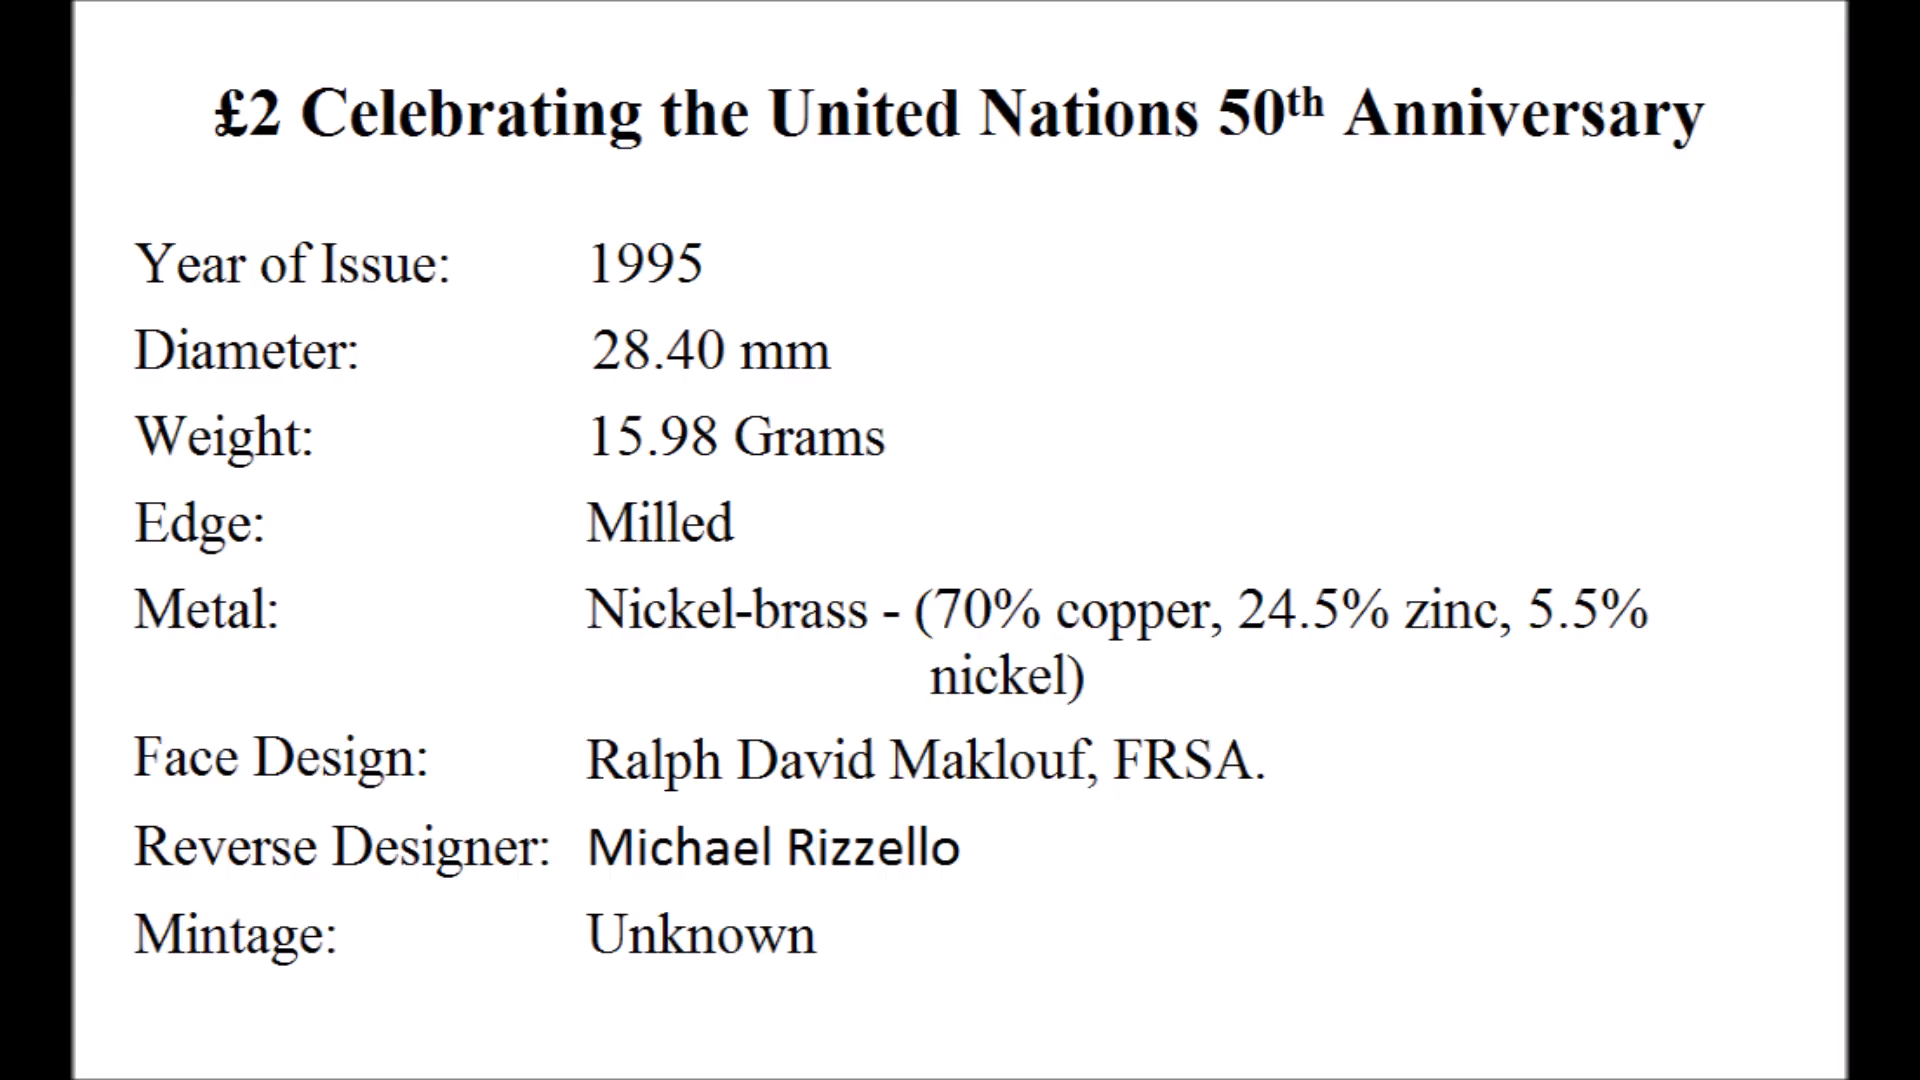 £2 Celebrating the United Nations 50th Anniversary
Year of Issue: 1995
Diameter: 28.40 mm
Weight: 15.98 Grams
Edge: Milled
Metal: Nickel-brass - (70% copper, 24.5% zinc, 5.5%
nickel)
Face Design: Ralph David Maklouf, FRSA.
Reverse Designer: Michael Rizzello
Mintage: Unknown